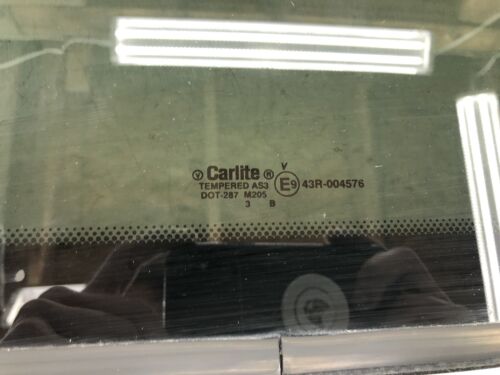 Ⓥ Carlite ®
V
TEMPERED AS3
E9 43R-004576
DOT-287 M205
3 B